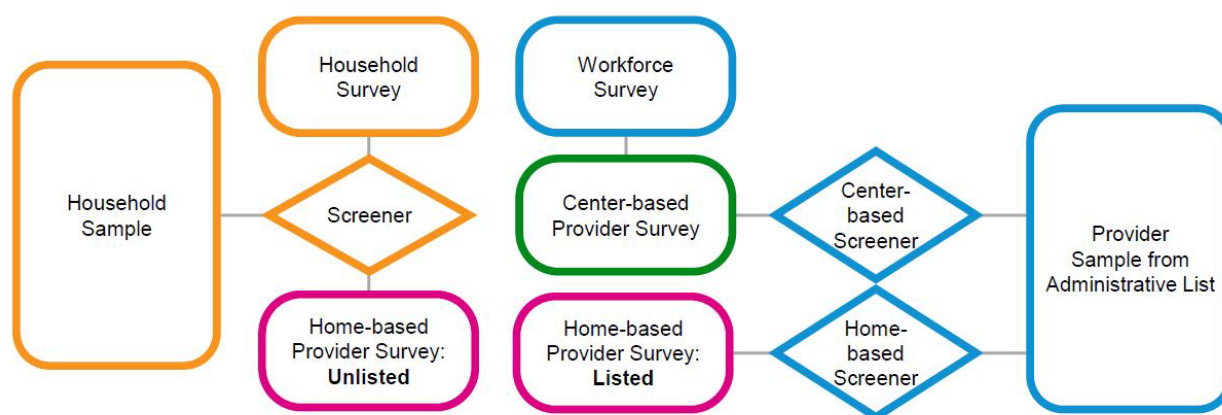 Household
Sample
Household
Survey
Screener
Home-based
Provider Survey:
Unlisted
Workforce
Survey
Center-based
Provider Survey
Home-based
Provider Survey:
Listed
Center-
based
Screener
Home-
based
Screener
Provider
Sample from
Administrative List